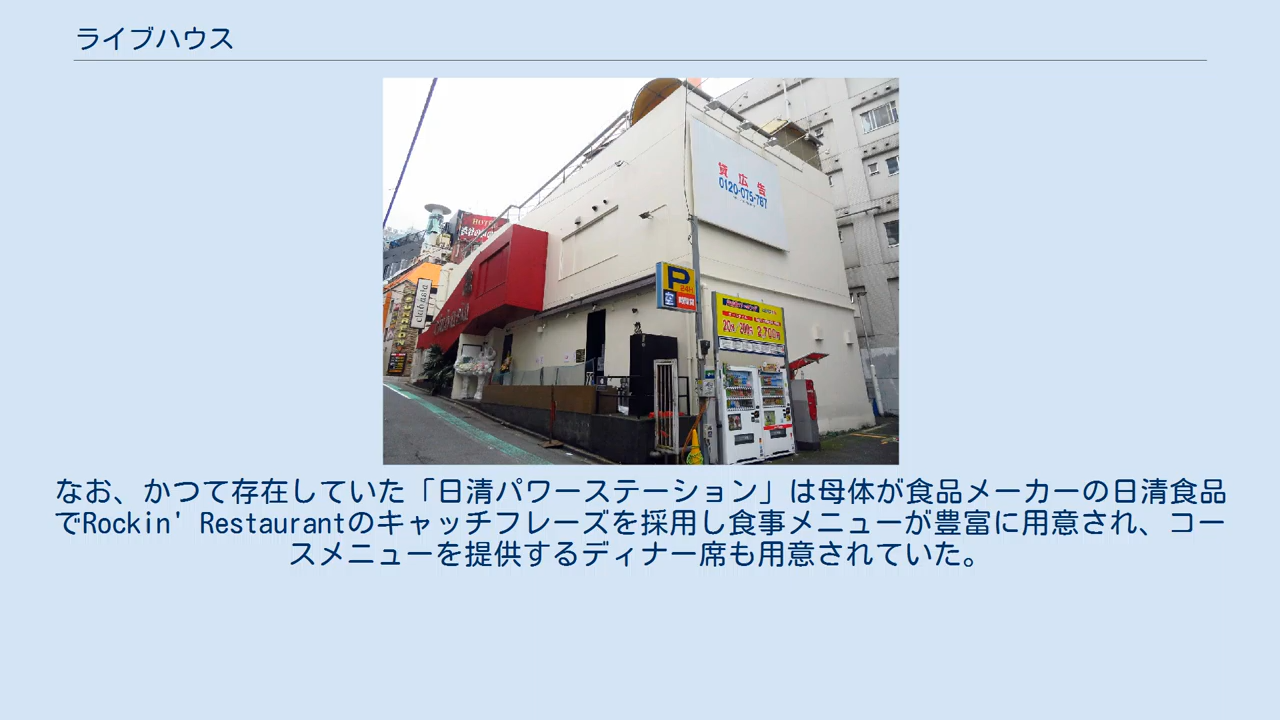 ライブハウス
貸広告
0120-075-787
HOTEL
P
24H
空
club asia
なお、かつて存在していた「日清パワーステーション」は母体が食品メーカーの日清食品
でRockin' Restaurantのキャッチフレーズを採用し食事メニューが豊富に用意され、コー
スメニューを提供するディナー席も用意されていた。